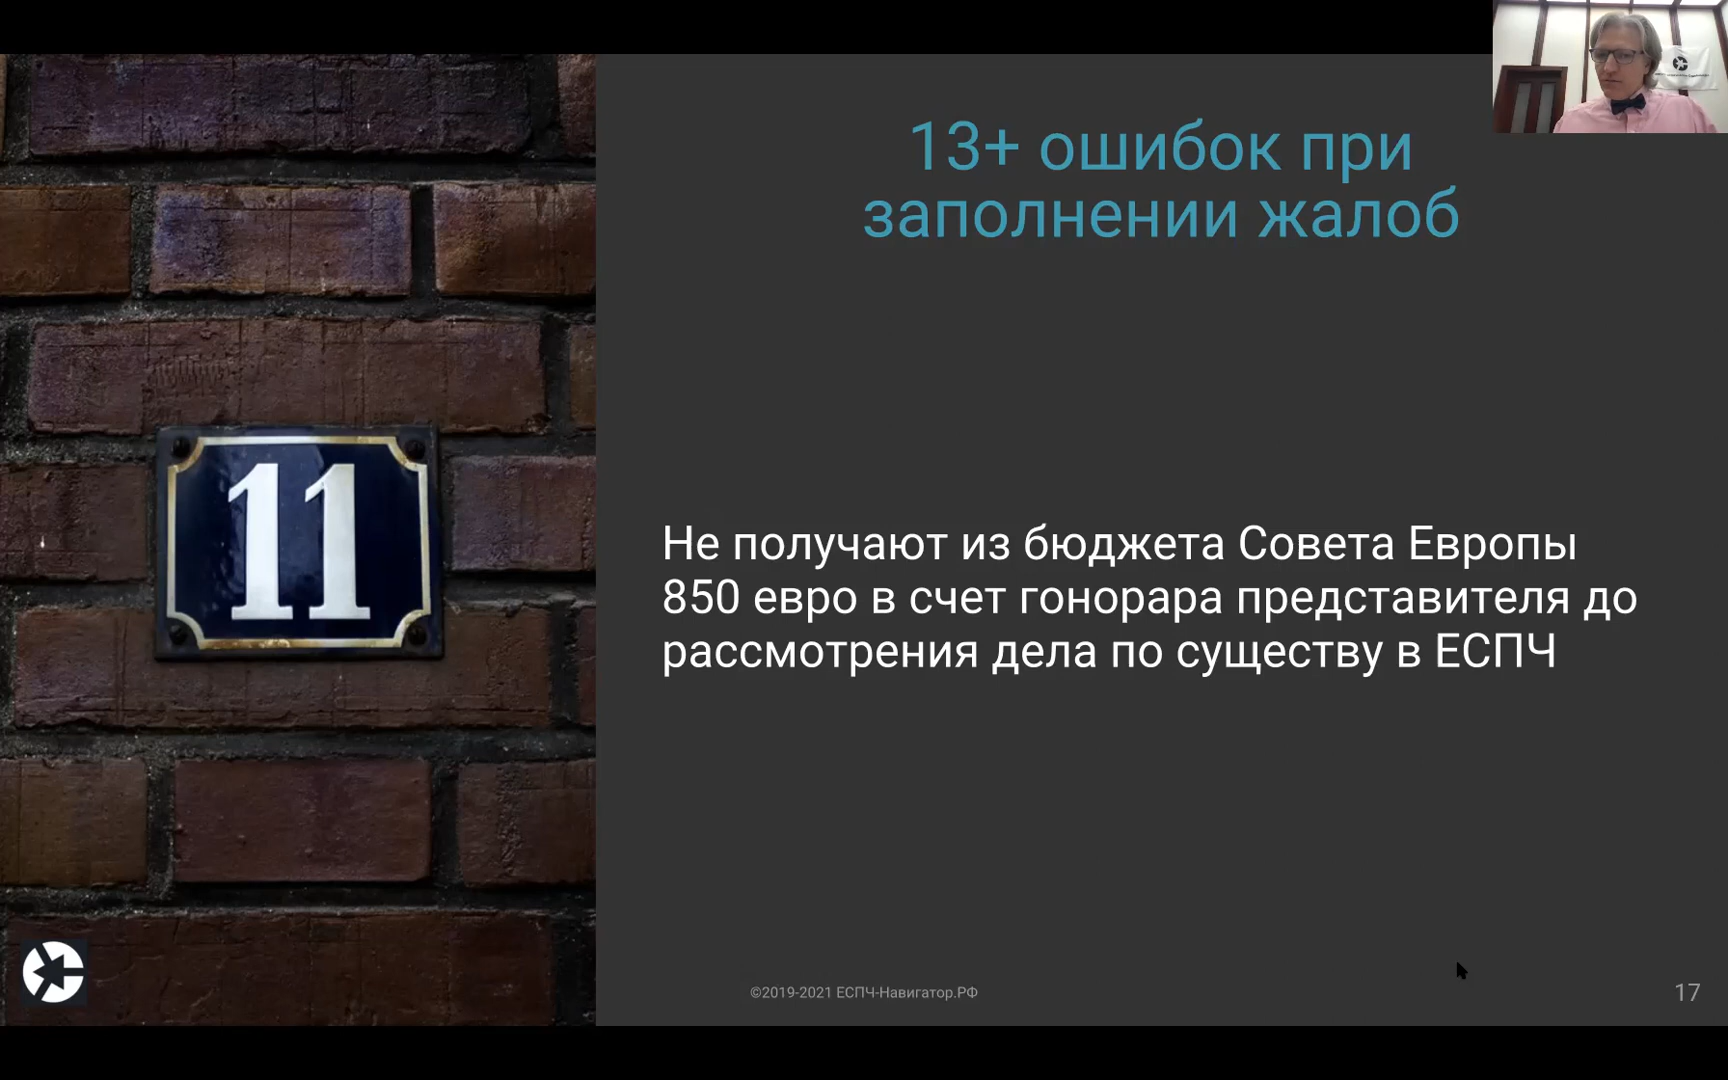 13+ ошибок при
заполнении жалоб
11
Не получают из бюджета Совета Европы
850 евро в счет гонорара представителя до
рассмотрения дела по существу в ЕСПЧ
©2019-2021 ЕСПЧ-Навигатор.РФ
17